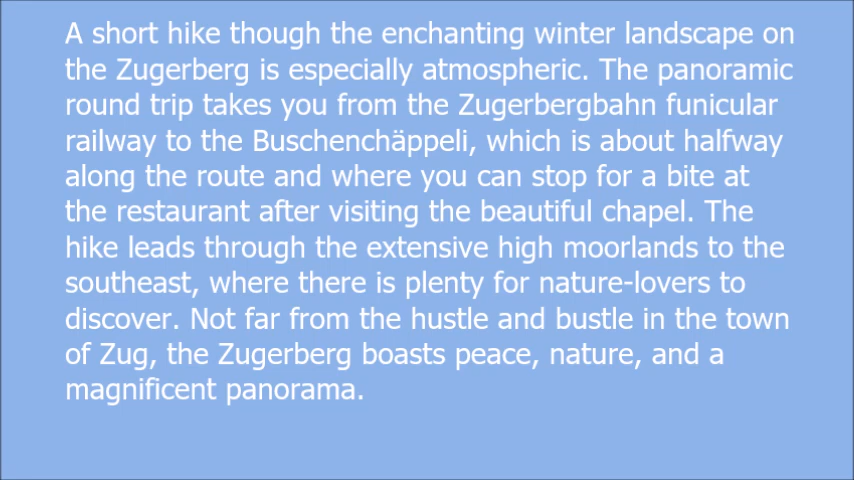 A short hike though the enchanting winter landscape on
the Zugerberg is especially atmospheric. The panoramic
round trip takes you from the Zugerbergbahn funicular
railway to the Buschenchäppeli, which is about halfway
along the route and where you can stop for a bite at
the restaurant after visiting the beautiful chapel. The
hike leads through the extensive high moorlands to the
southeast, where there is plenty for nature-lovers to
discover. Not far from the hustle and bustle in the town
of Zug, the Zugerberg boasts peace, nature, and a
magnificent panorama.